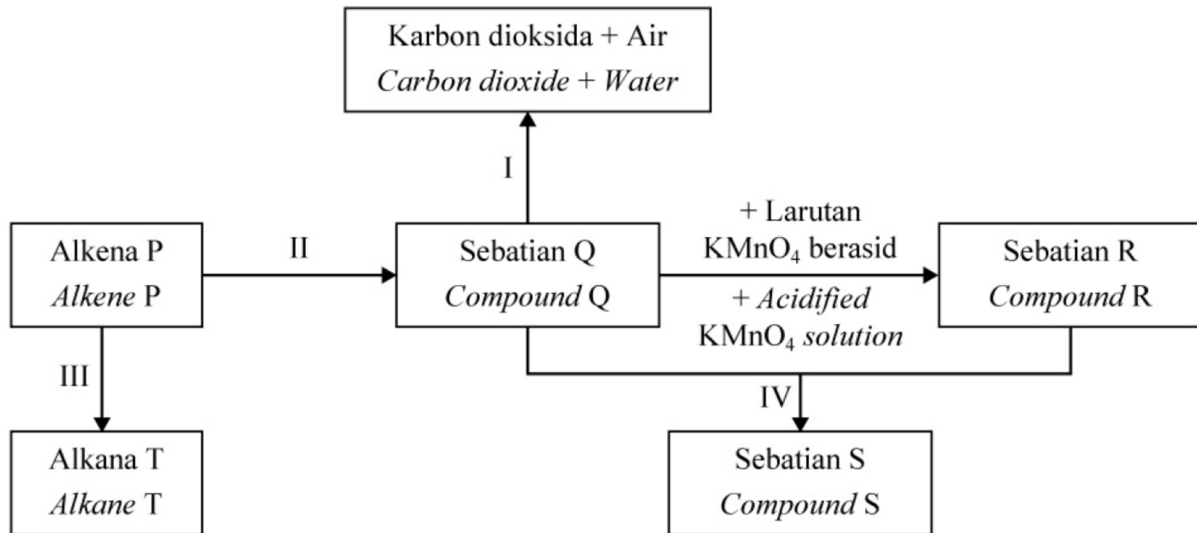 Karbon dioksida + Air
Carbon dioxide + Water
I
Alkena P
Alkene P
II
Sebatian Q
Compound Q
+ Larutan
KMnO₄ berasid
+ Acidified
KMnO₄ solution
Sebatian R
Compound R
III
IV
Alkana T
Alkane T
Sebatian S
Compound S